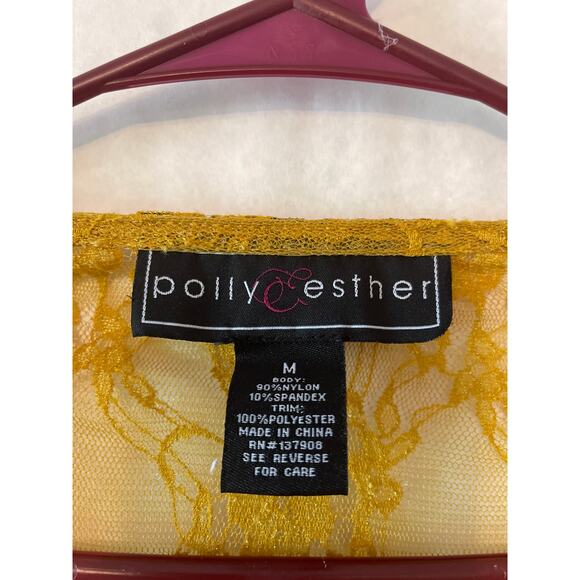 polly & esther
M
BODY:
90%NYLON
10%SPANDEX
TRIM:
100%POLYESTER
MADE IN CHINA
RN#137908
SEE REVERSE
FOR CARE